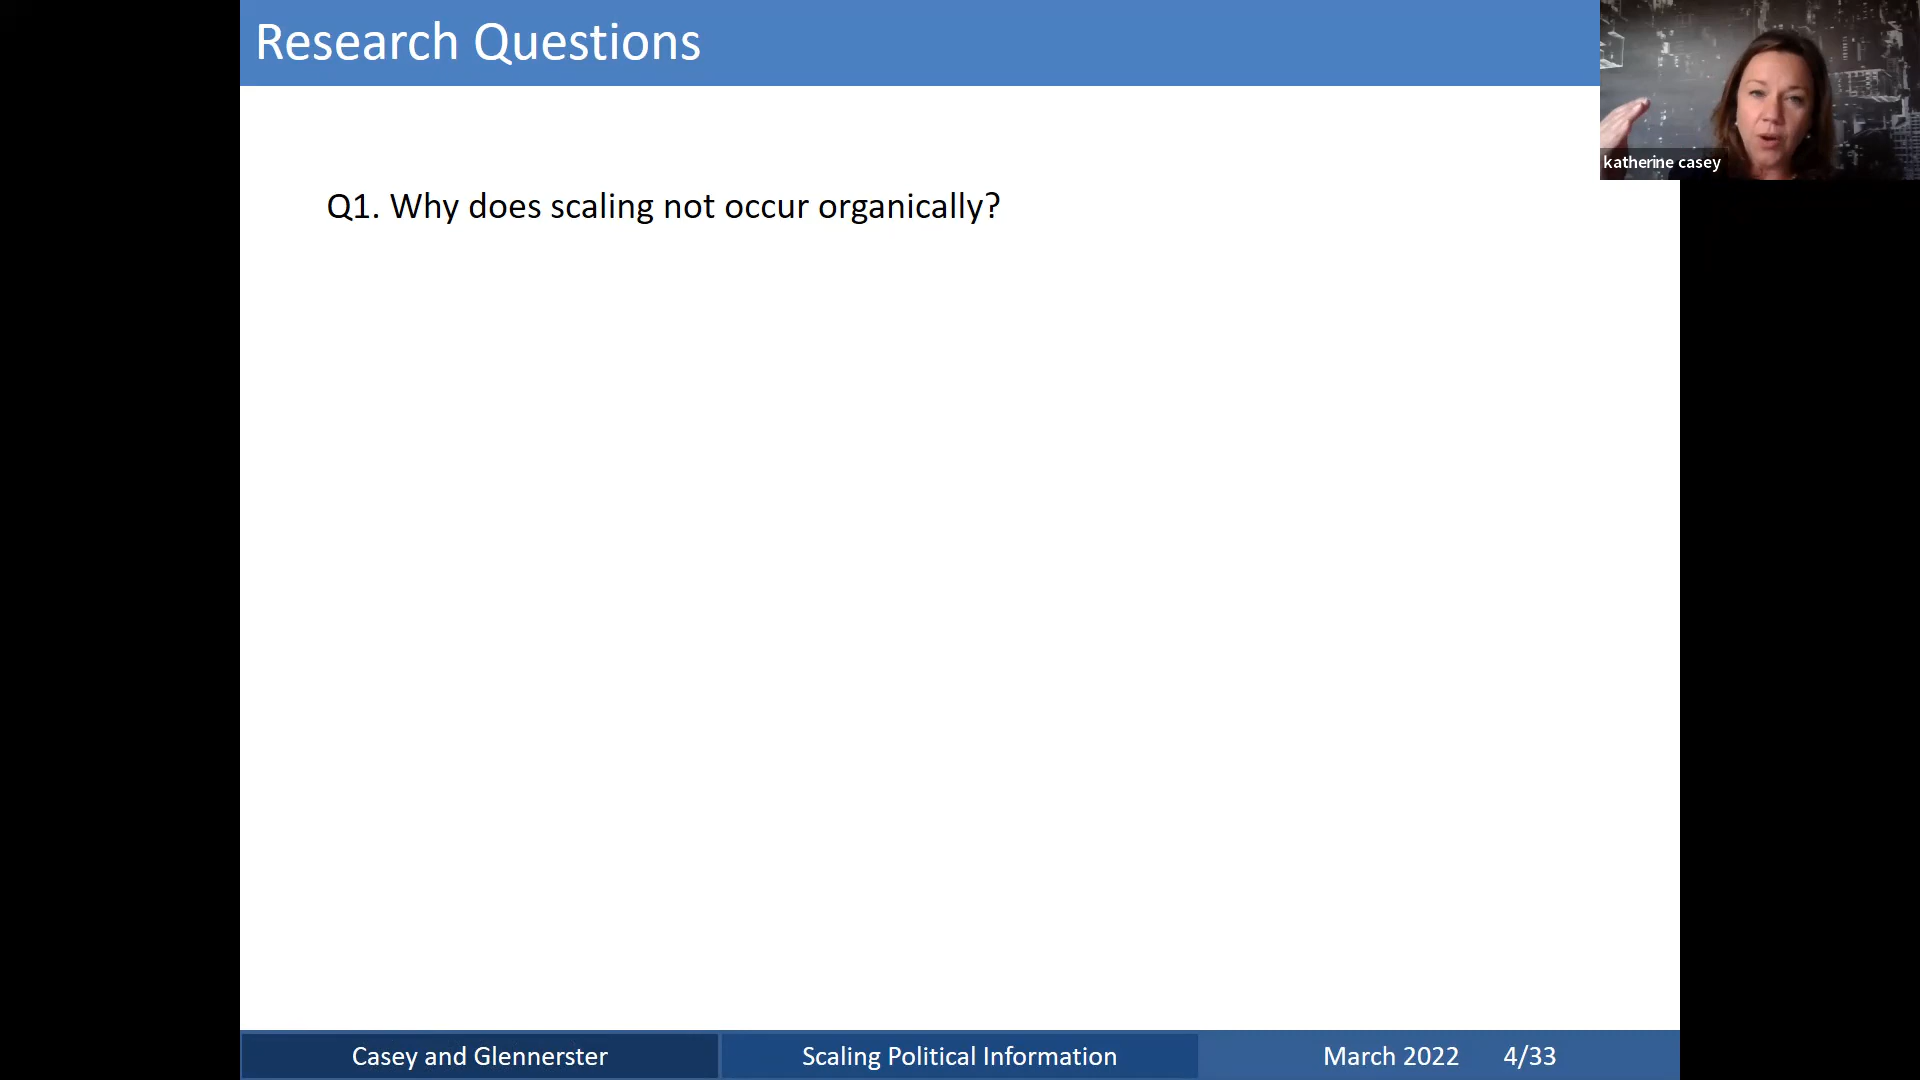 Research Questions
katherine casey
Q1. Why does scaling not occur organically?
Casey and Glennerster
Scaling Political Information
March 2022 4/33